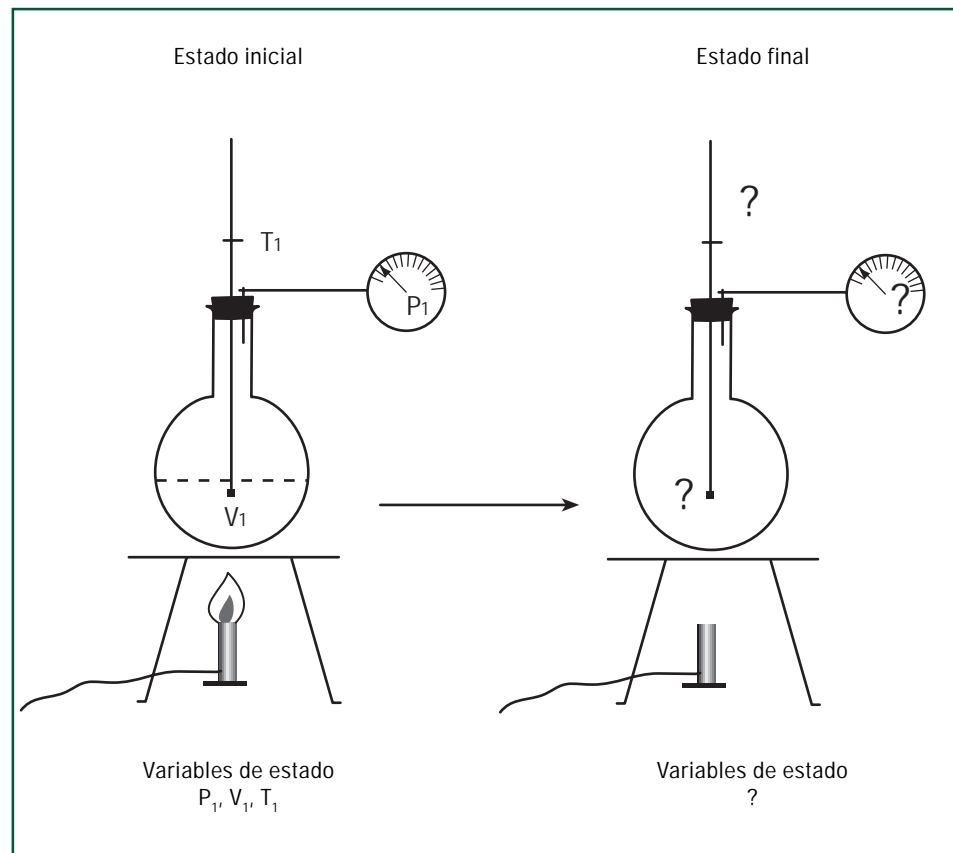 Estado inicial
Estado final
T1
?
P1
?
V1
?
Variables de estado
P1, V1, T1
Variables de estado
?